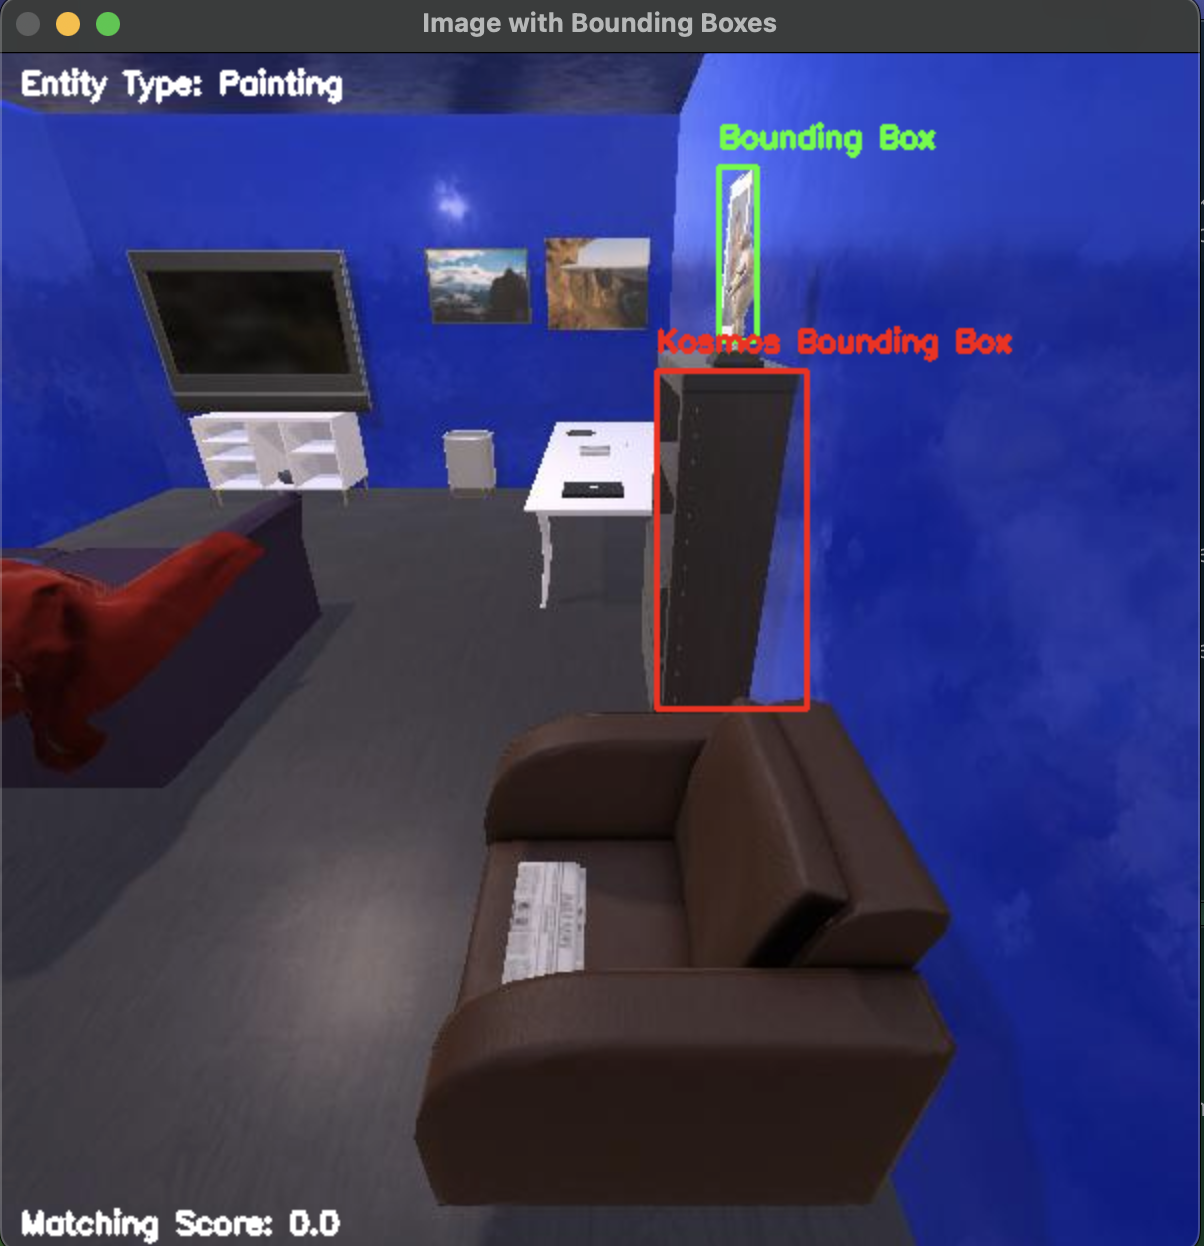 Image with Bounding Boxes
Entity Type: Painting
Bounding Box
Kosmos Bounding Box
Matching Score: 0.0